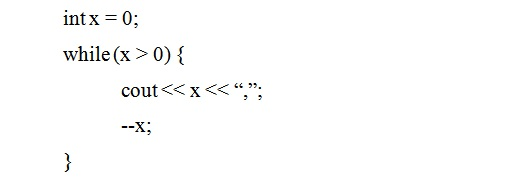 int x = 0;
while (x > 0) {
cout << x << “,”;
--x;
}